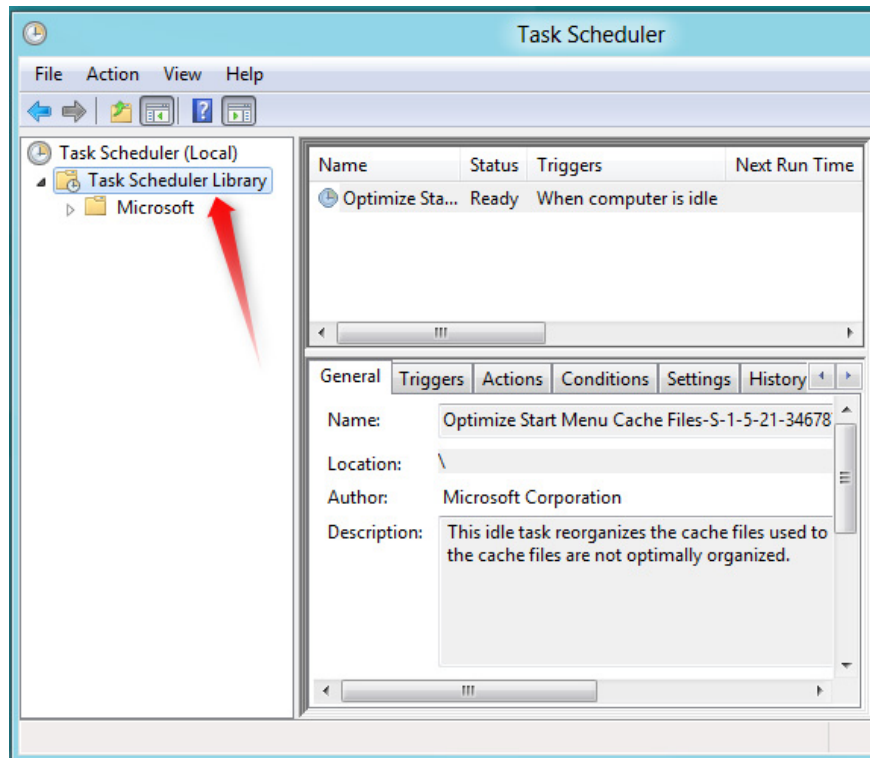 Task Scheduler
File Action View Help
Task Scheduler (Local)
Task Scheduler Library
Microsoft
Name Status Triggers Next Run Time
Optimize Sta... Ready When computer is idle
General Triggers Actions Conditions Settings History
Name: Optimize Start Menu Cache Files-S-1-5-21-34678
Location: \
Author: Microsoft Corporation
Description: This idle task reorganizes the cache files used to
the cache files are not optimally organized.